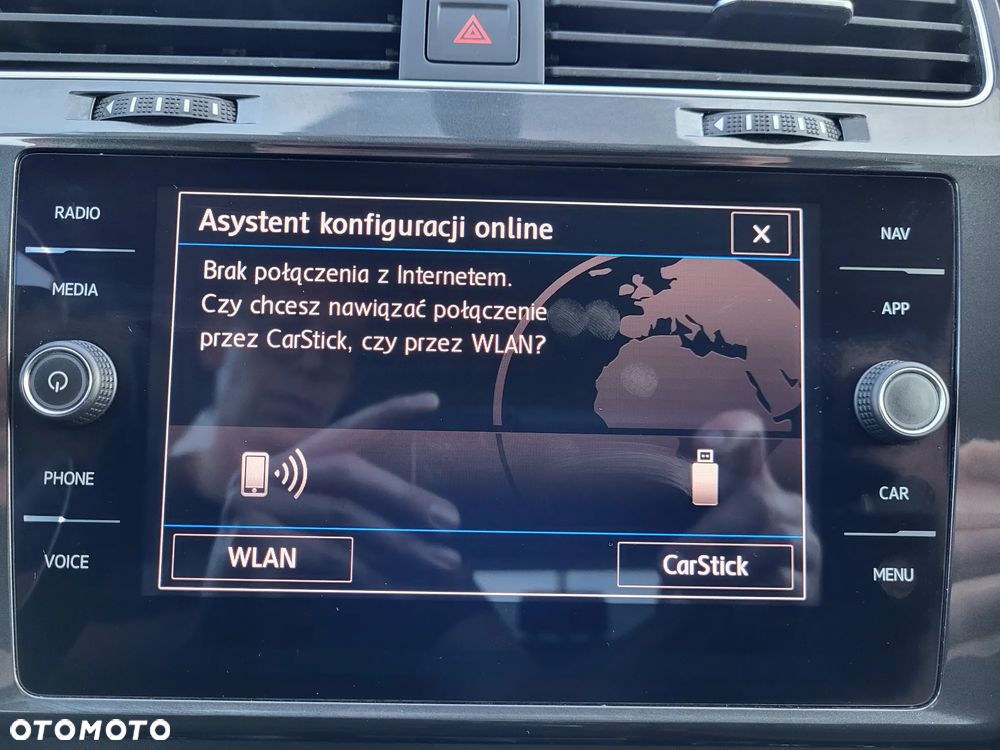 RADIO
MEDIA
PHONE
VOICE
Asystent konfiguracji online
X
Brak połączenia z Internetem.
Czy chcesz nawiązać połączenie
przez CarStick, czy przez WLAN?
WLAN
CarStick
NAV
APP
CAR
MENU
OTOMOTO